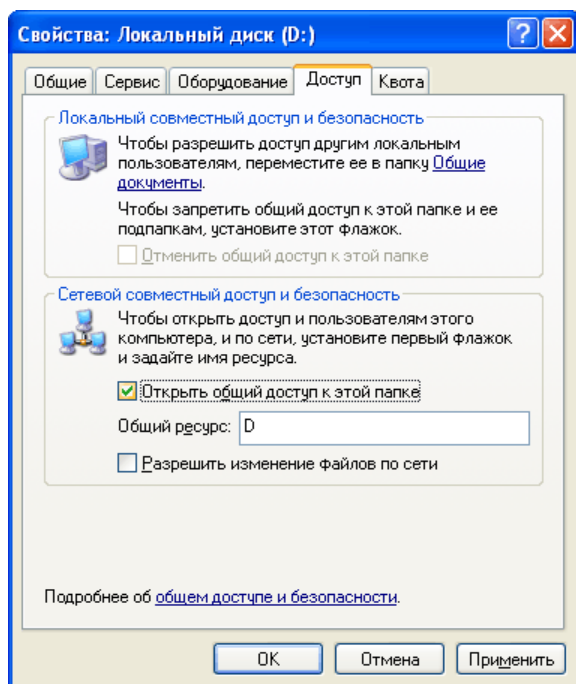 Свойства: Локальный диск (D:)
Общие Сервис Оборудование Доступ Квота
Локальный совместный доступ и безопасность
Чтобы разрешить доступ другим локальным
пользователям, переместите ее в папку Общие
документы.
Чтобы запретить общий доступ к этой папке и ее
подпапкам, установите этот флажок.
Отменить общий доступ к этой папке
Сетевой совместный доступ и безопасность
Чтобы открыть доступ и пользователям этого
компьютера, и по сети, установите первый флажок
и задайте имя ресурса.
Открыть общий доступ к этой папке
Общий ресурс: D
Разрешить изменение файлов по сети
Подробнее об общем доступе и безопасности.
OK Отмена Применить